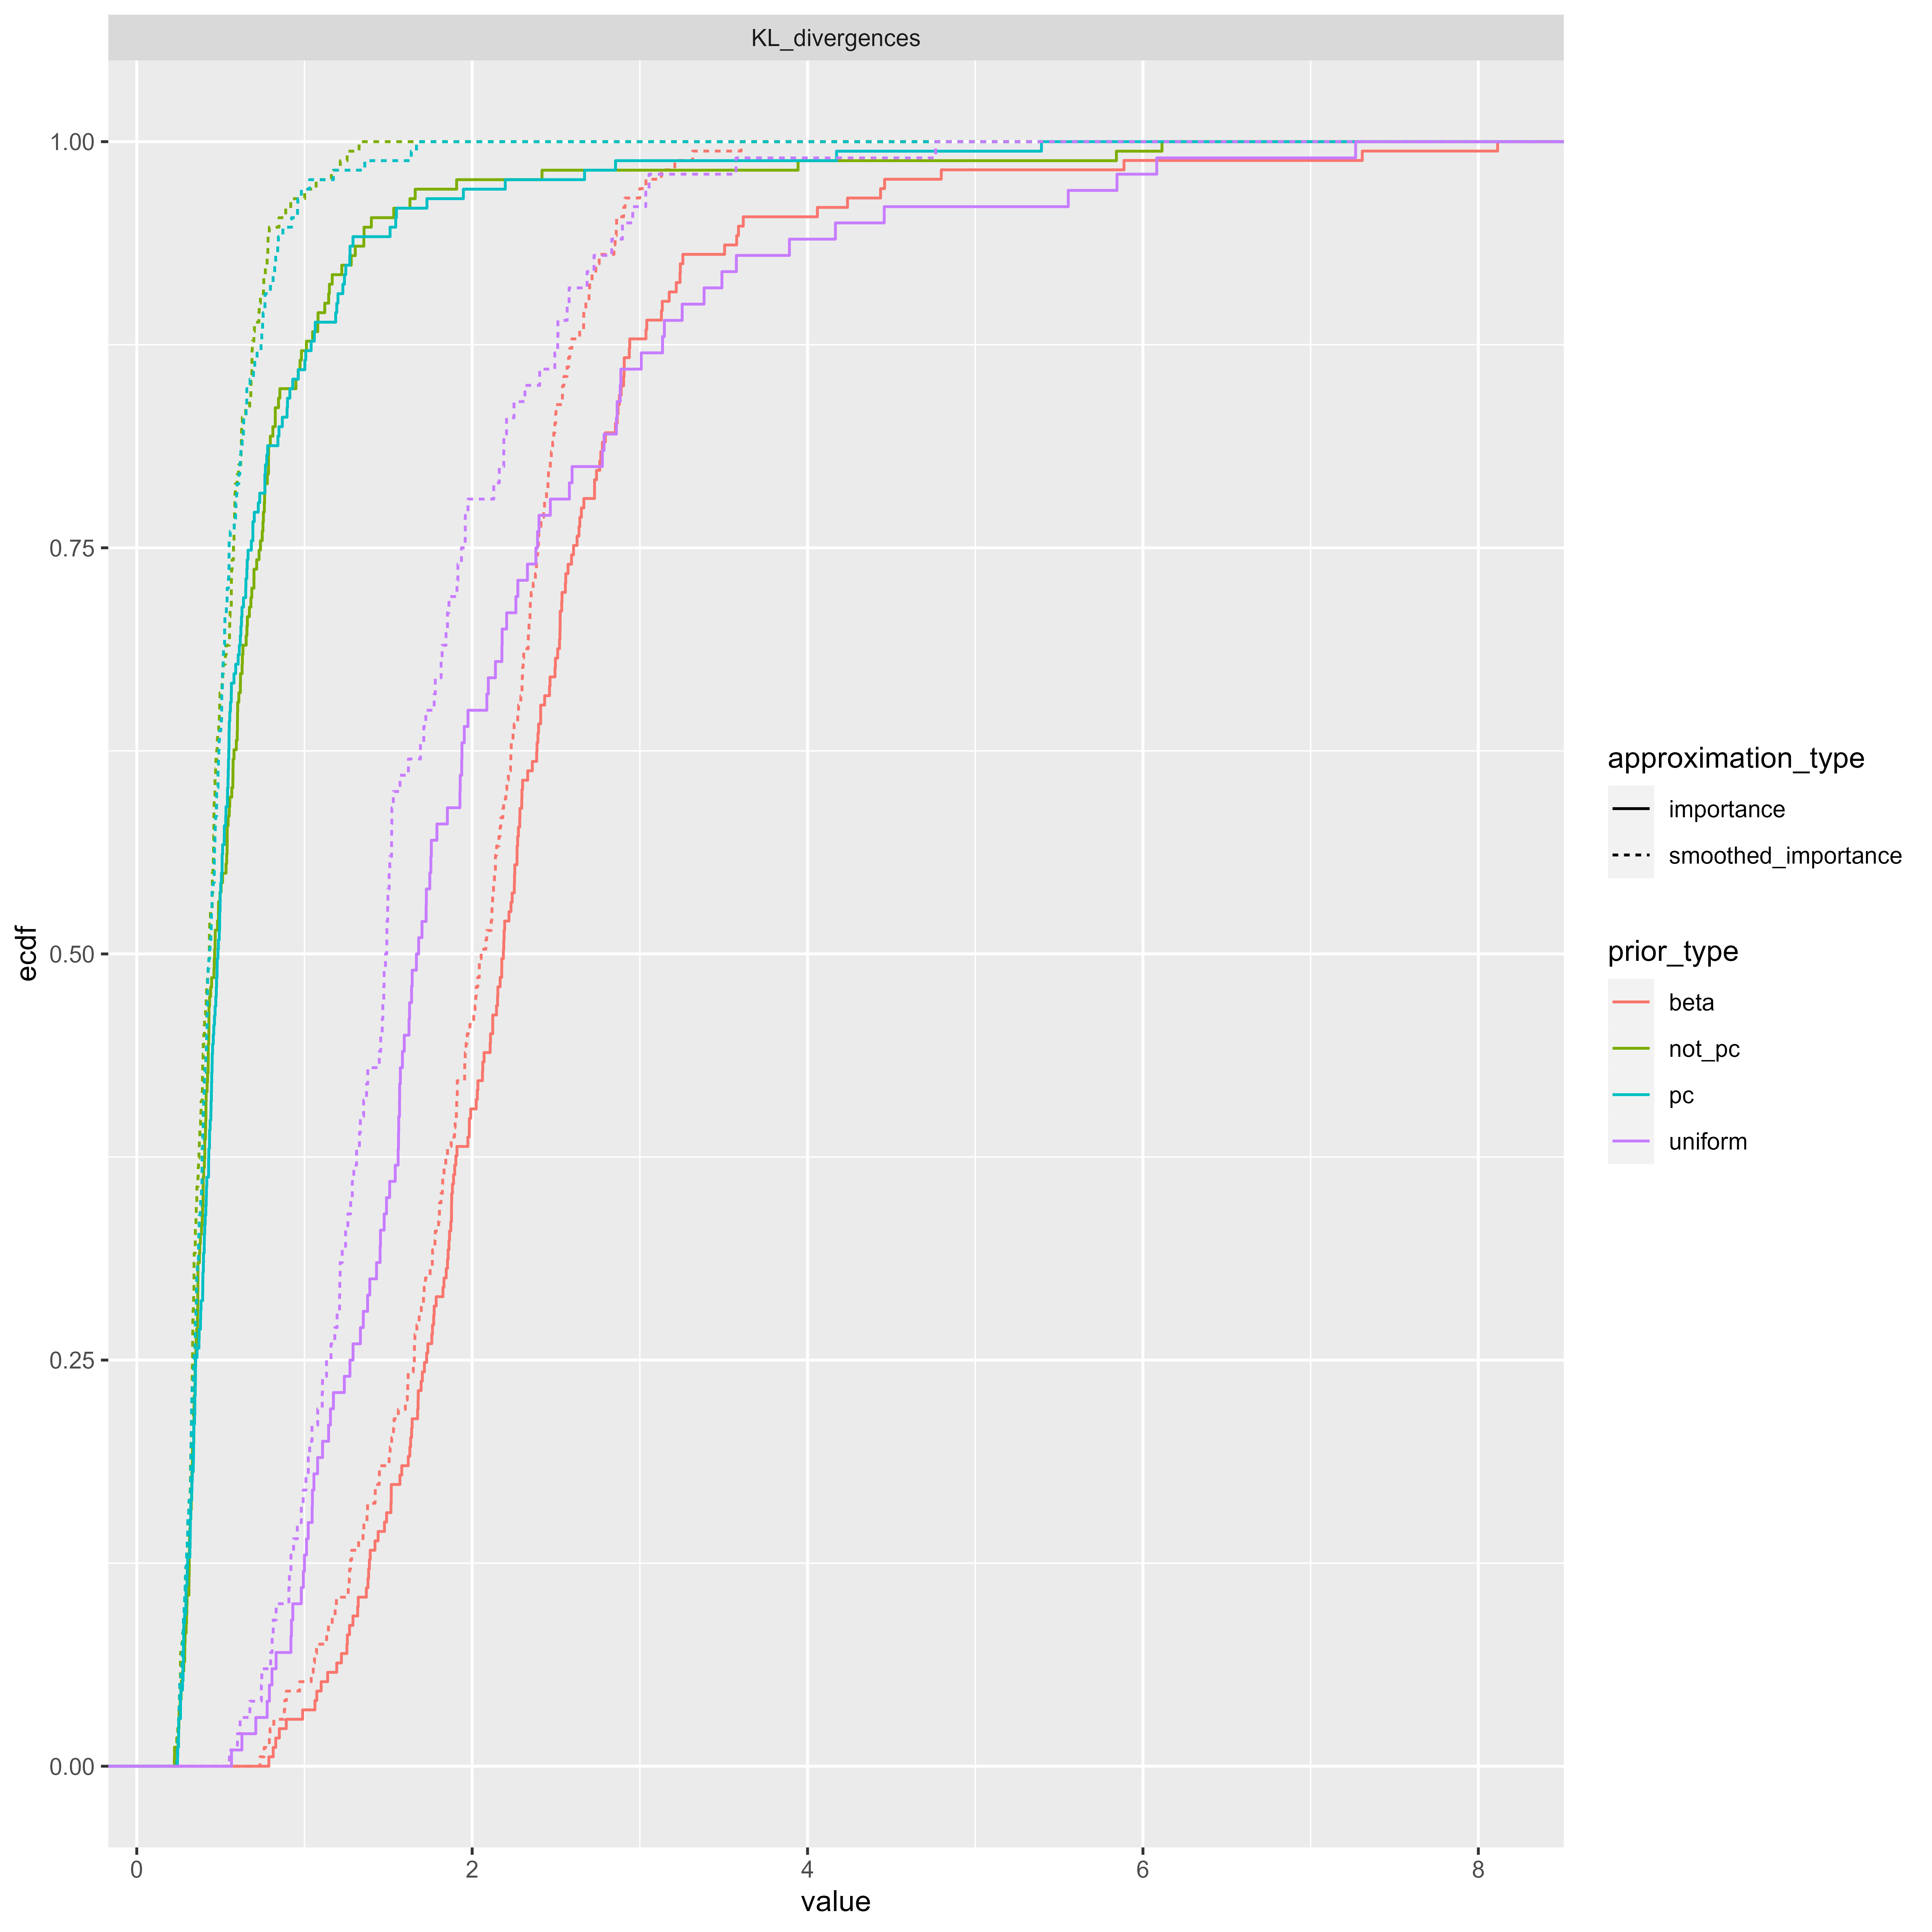 KL_divergences
1.00
0.75
0.50
0.25
0.00
ecdf
0 2 4 6 8
value
approximation_type
importance
smoothed_importance
prior_type
beta
not_pc
pc
uniform